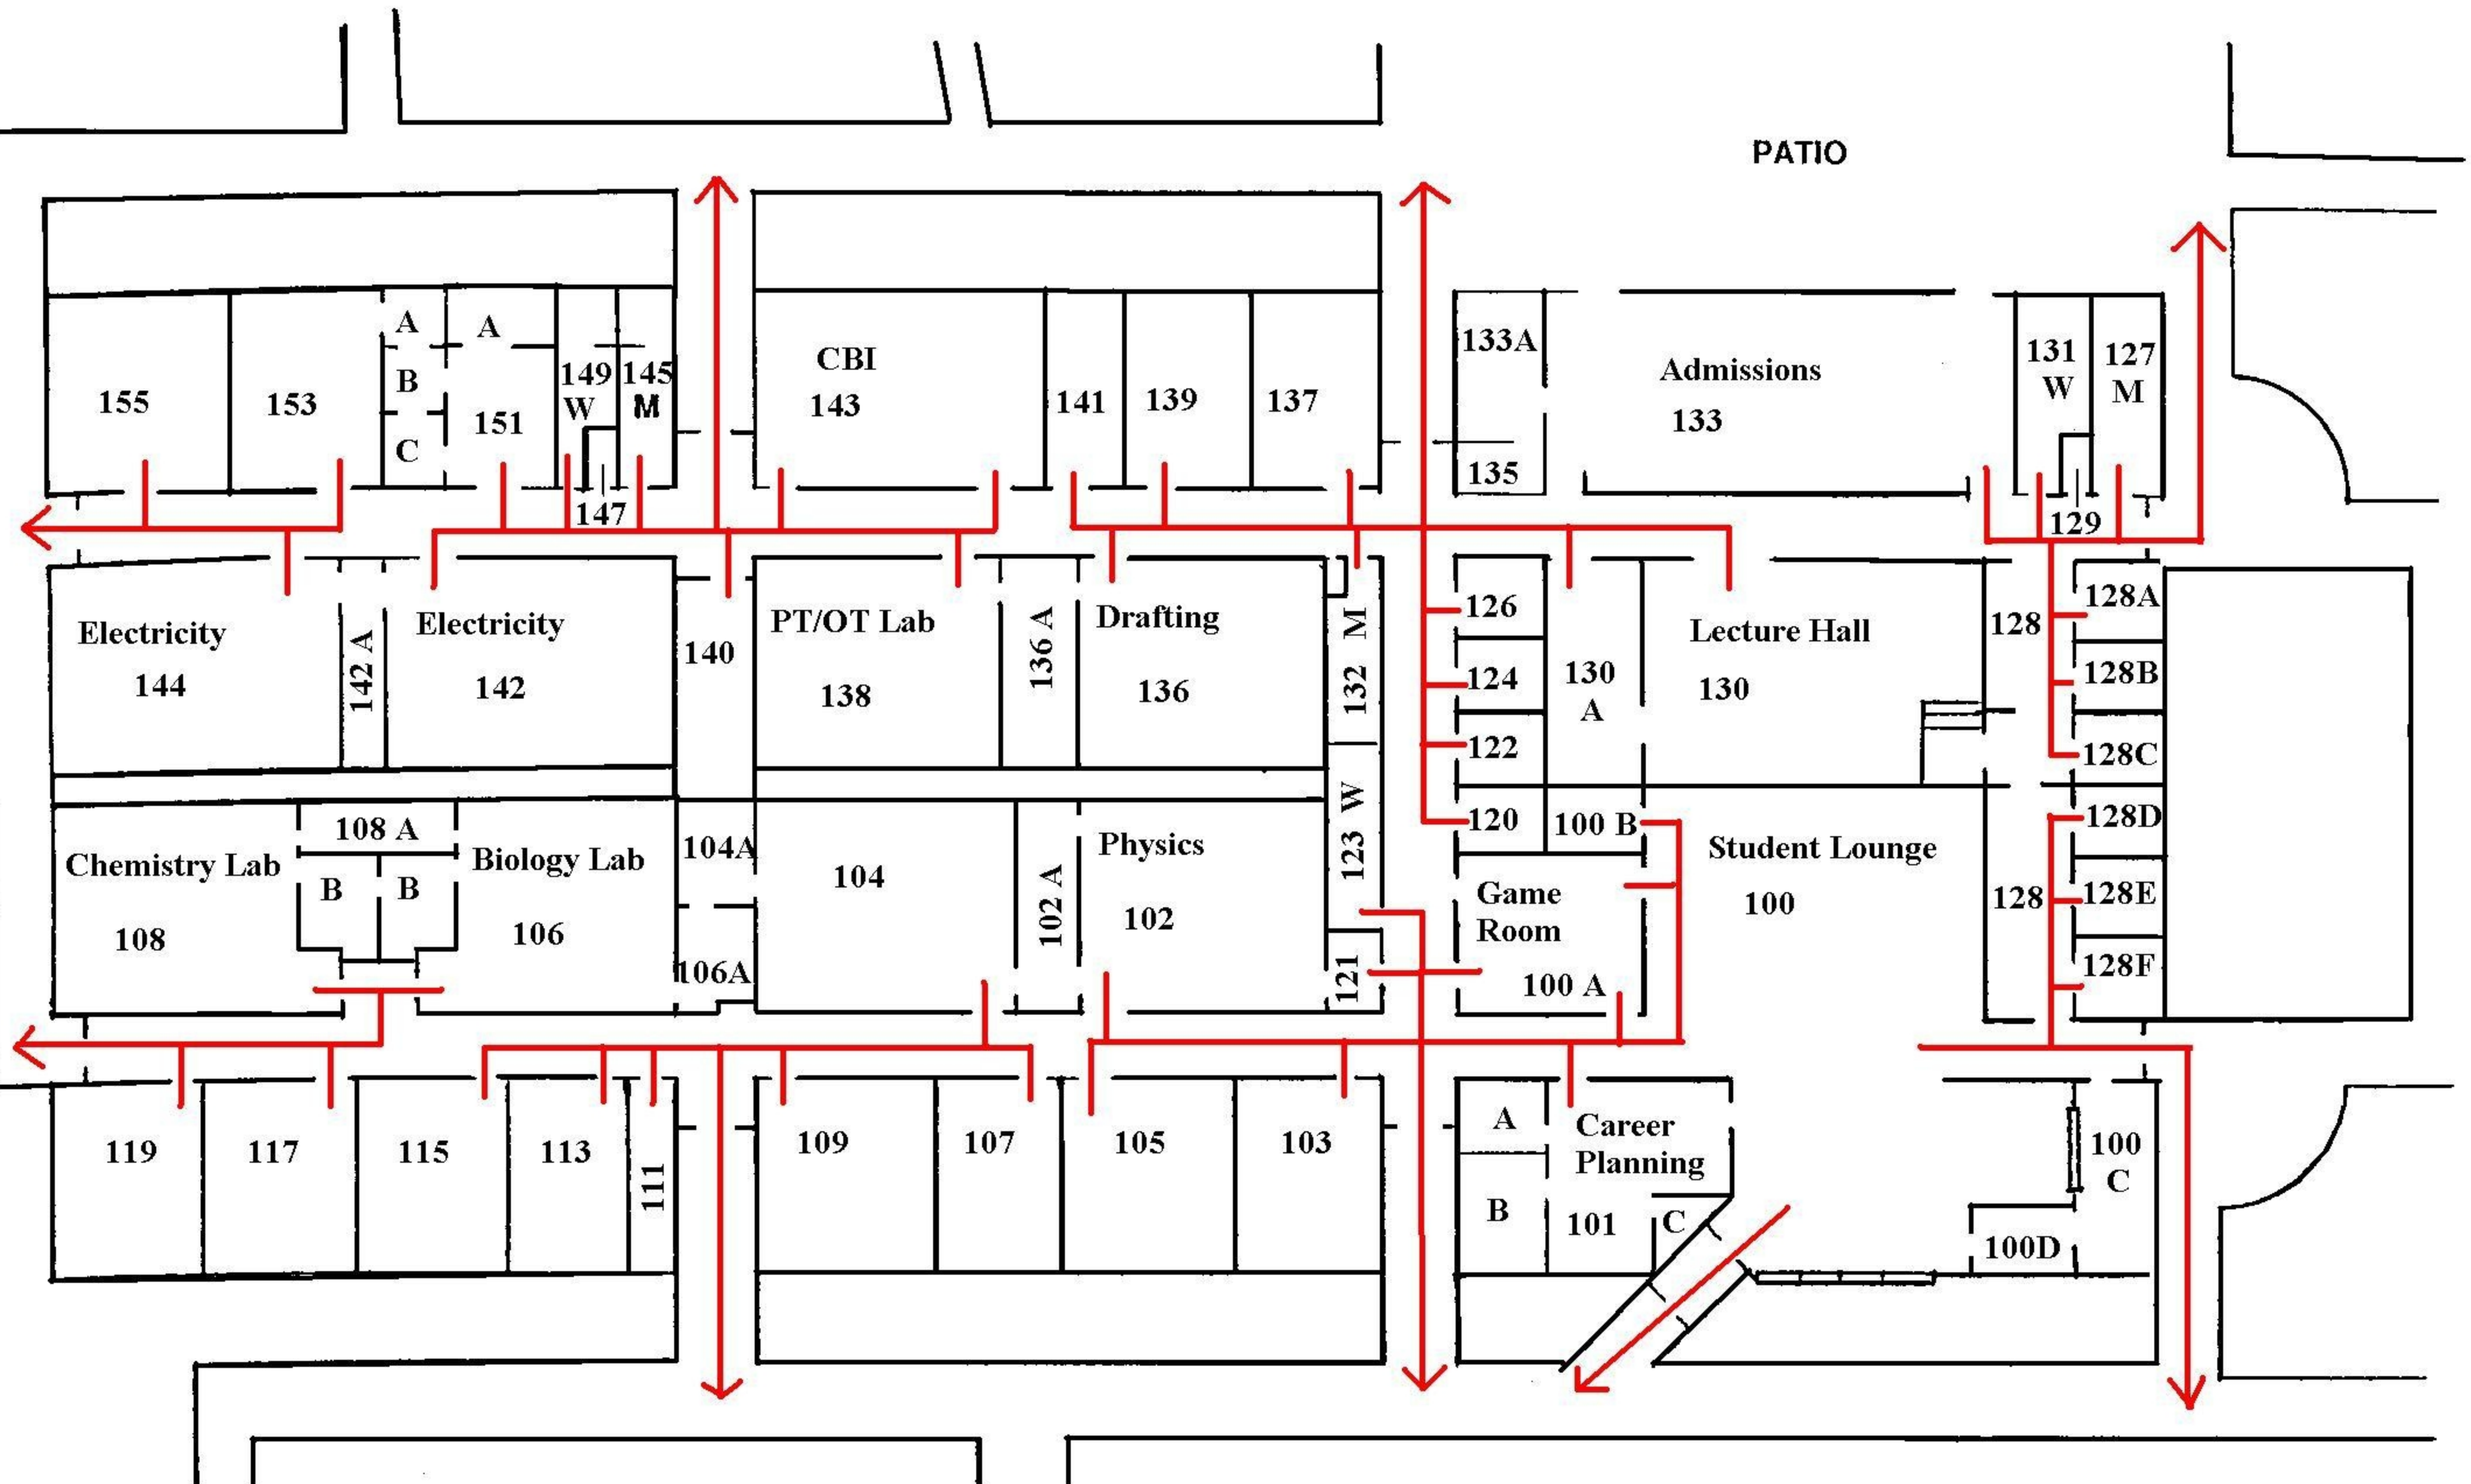 PATIO
155
153
A
B
C
A
151
149
W
145
M
147
CBI
143
141
139
137
133A
135
Admissions
133
131
W
127
M
129
Electricity
144
142 A
Electricity
142
140
PT/OT Lab
138
136 A
Drafting
136
132 M
126
124
122
120
130
A
Lecture Hall
130
128
128A
128B
128C
Chemistry Lab
108
108 A
B
B
Biology Lab
106
104A
106A
104
102 A
Physics
102
123 W
121
100 B
Game
Room
100 A
Student Lounge
100
128
128D
128E
128F
119
117
115
113
111
109
107
105
103
A
B
Career
Planning
101
C
100
C
100D